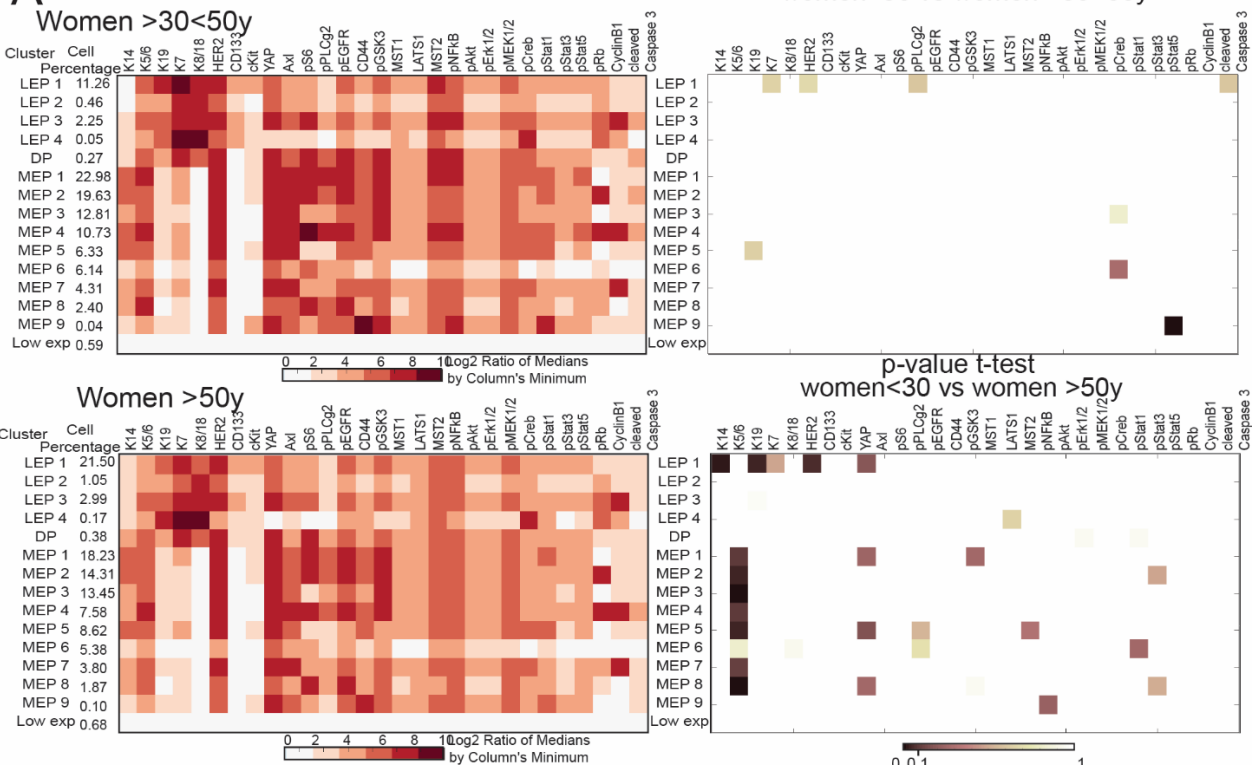 Women >30<50y
Cluster Cell Percentage
K14 K5/6 K19 K7 K8/18 HER2 CD133 cKit YAP Axl pS6 pPLCg2 pEGFR CD44 pGSK3 MST1 LATS1 MST2 pNFkB pAkt pErk1/2 pMEK1/2 pCreb pStat1 pStat3 pStat5 pRb CyclinB1 cleaved Caspase 3
LEP 1 11.26
LEP 2 0.46
LEP 3 2.25
LEP 4 0.05
DP 0.27
MEP 1 22.98
MEP 2 19.63
MEP 3 12.81
MEP 4 10.73
MEP 5 6.33
MEP 6 6.14
MEP 7 4.31
MEP 8 2.40
MEP 9 0.04
Low exp 0.59
0 2 4 6 8 10
Log2 Ratio of Medians
by Column's Minimum
K14 K5/6 K19 K7 K8/18 HER2 CD133 cKit YAP Axl pS6 pPLCg2 pEGFR CD44 pGSK3 MST1 LATS1 MST2 pNFkB pAkt pErk1/2 pMEK1/2 pCreb pStat1 pStat3 pStat5 pRb CyclinB1 cleaved Caspase 3
LEP 1
LEP 2
LEP 3
LEP 4
DP
MEP 1
MEP 2
MEP 3
MEP 4
MEP 5
MEP 6
MEP 7
MEP 8
MEP 9
Low exp
Women >50y
Cluster Cell Percentage
K14 K5/6 K19 K7 K8/18 HER2 CD133 cKit YAP Axl pS6 pPLCg2 pEGFR CD44 pGSK3 MST1 LATS1 MST2 pNFkB pAkt pErk1/2 pMEK1/2 pCreb pStat1 pStat3 pStat5 pRb CyclinB1 cleaved Caspase 3
LEP 1 21.50
LEP 2 1.05
LEP 3 2.99
LEP 4 0.17
DP 0.38
MEP 1 18.23
MEP 2 14.31
MEP 3 13.45
MEP 4 7.58
MEP 5 8.62
MEP 6 5.38
MEP 7 3.80
MEP 8 1.87
MEP 9 0.10
Low exp 0.68
0 2 4 6 8 10
Log2 Ratio of Medians
by Column's Minimum
p-value t-test
women<30 vs women >50y
K14 K5/6 K19 K7 K8/18 HER2 CD133 cKit YAP Axl pS6 pPLCg2 pEGFR CD44 pGSK3 MST1 LATS1 MST2 pNFkB pAkt pErk1/2 pMEK1/2 pCreb pStat1 pStat3 pStat5 pRb CyclinB1 cleaved Caspase 3
LEP 1
LEP 2
LEP 3
LEP 4
DP
MEP 1
MEP 2
MEP 3
MEP 4
MEP 5
MEP 6
MEP 7
MEP 8
MEP 9
Low exp
0 0.1 1